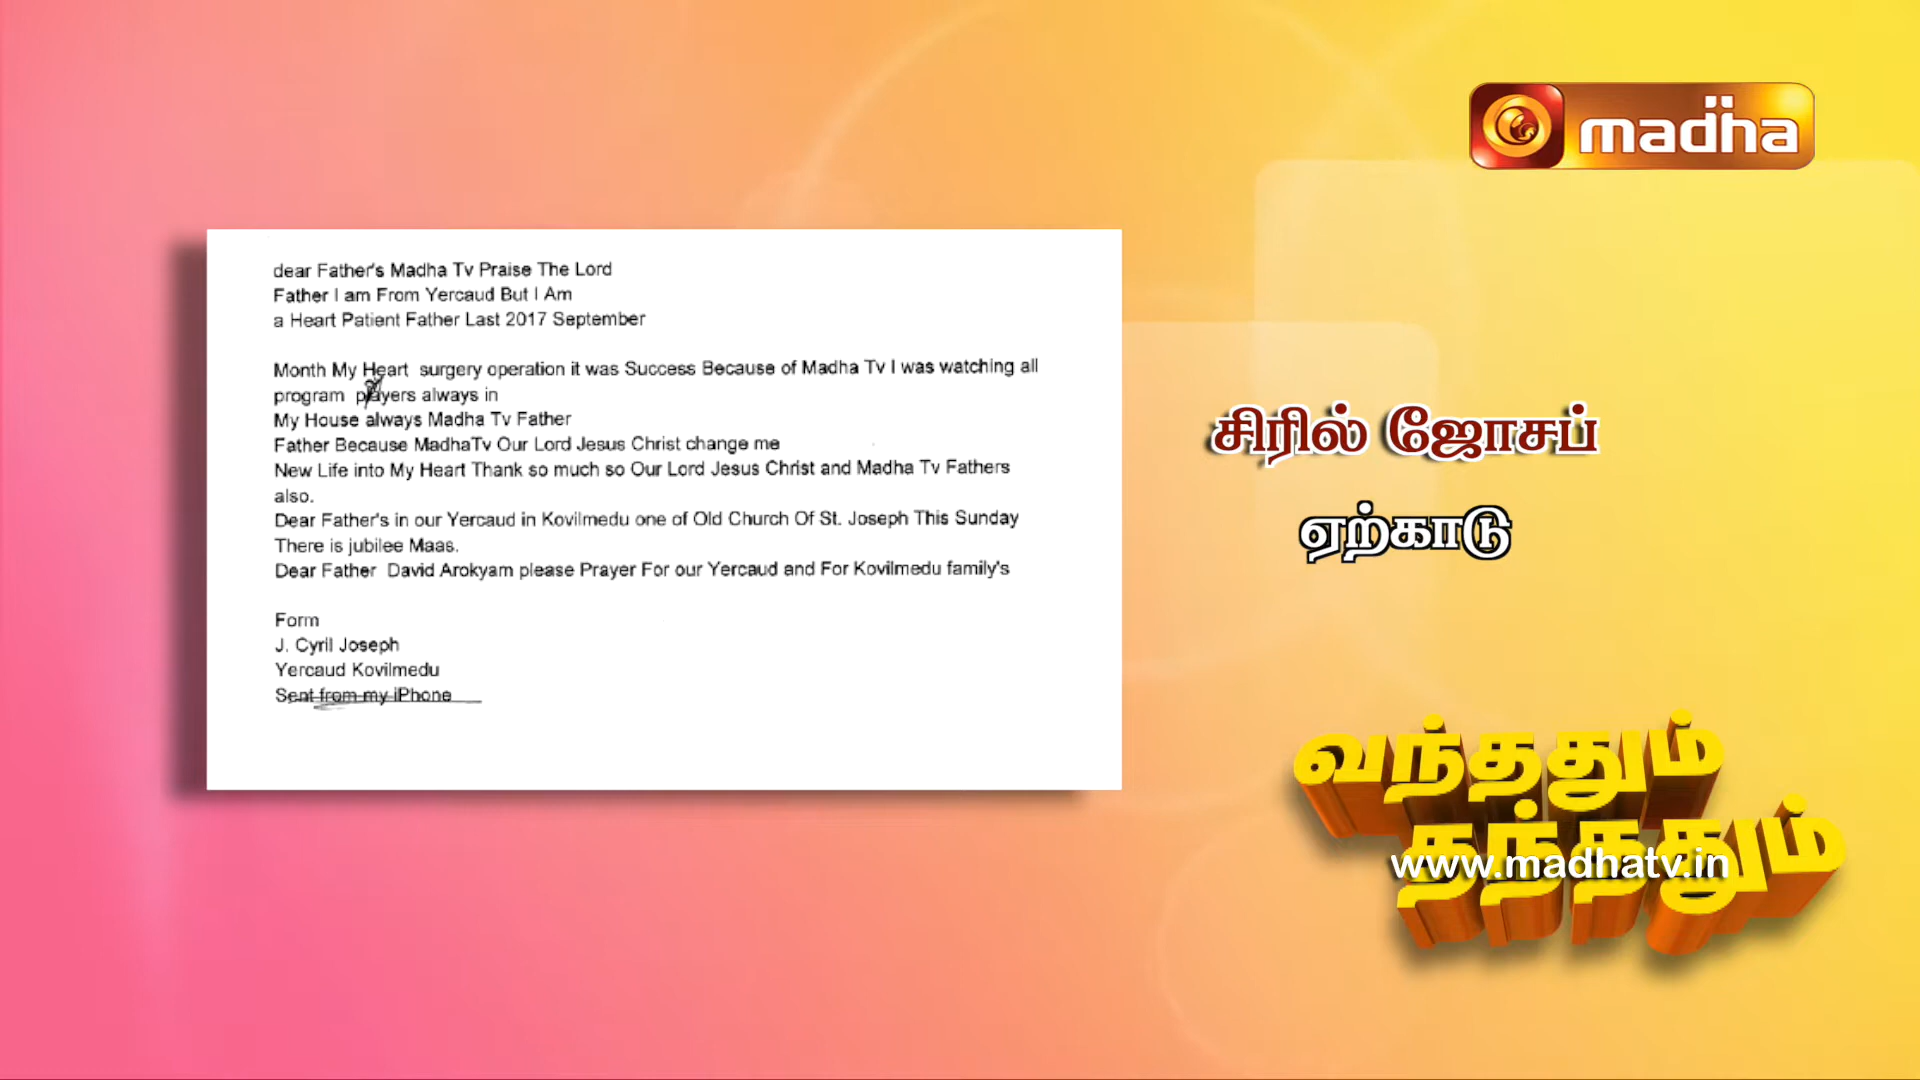 madha
dear Father's Madha Tv Praise The Lord
Father I am From Yercaud But I Am
a Heart Patient Father Last 2017 September
Month My Heart surgery operation it was Success Because of Madha Tv I was watching all
program prayers always in
My House always Madha Tv Father
Father Because MadhaTv Our Lord Jesus Christ change me
New Life into My Heart Thank so much so Our Lord Jesus Christ and Madha Tv Fathers
also.
Dear Father's in our Yercaud in Kovilmedu one of Old Church Of St. Joseph This Sunday
There is jubilee Maas.
Dear Father David Arokyam please Prayer For our Yercaud and For Kovilmedu family's
Form
J. Cyril Joseph
Yercaud Kovilmedu
Sent from my iPhone
சிரில் ஜோசப்
ஏற்காடு
வந்ததும்
தந்ததும்
www.madhatv.in